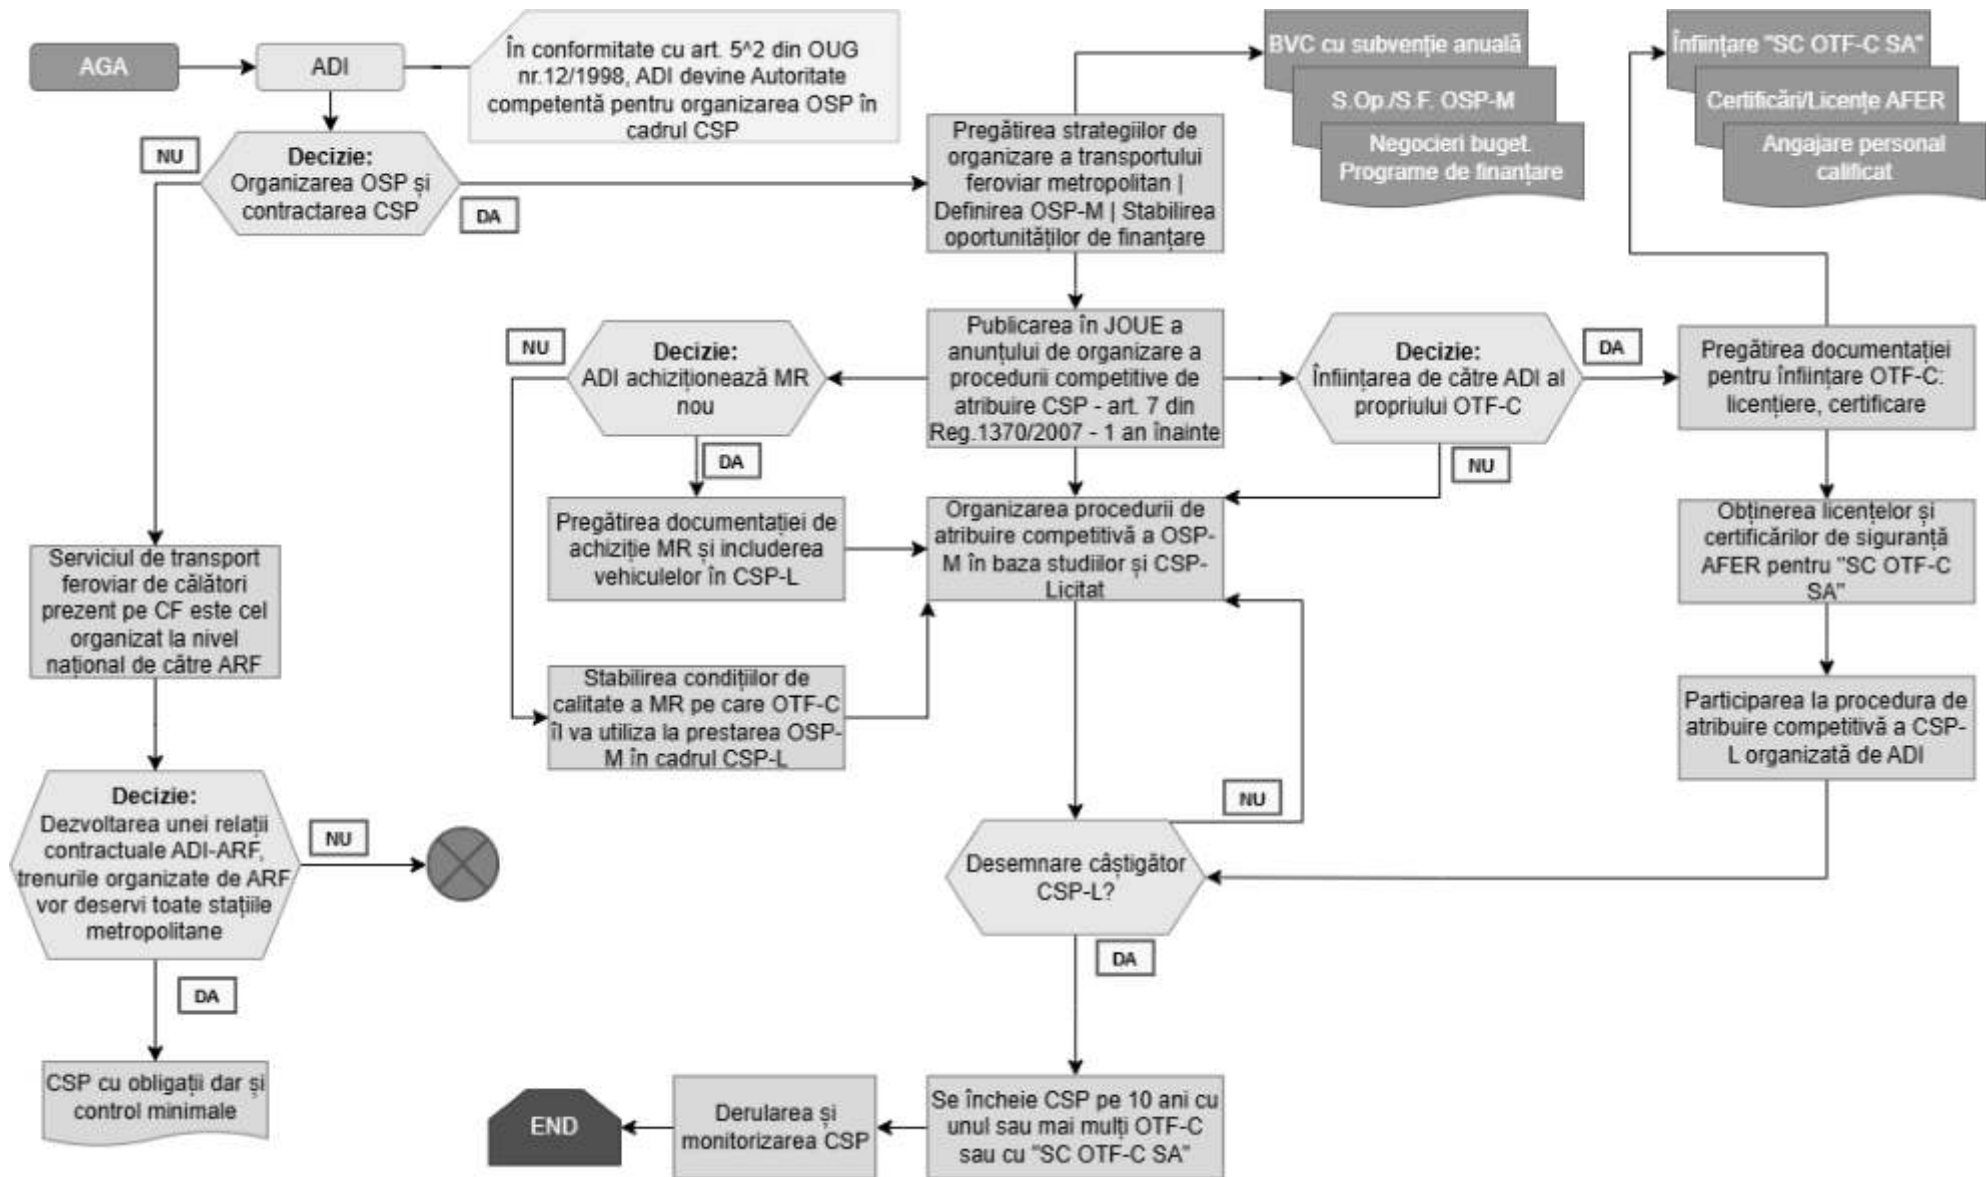 AGA
ADI
În conformitate cu art. 5^2 din OUG
nr.12/1998, ADI devine Autoritate
competentă pentru organizarea OSP în
cadrul CSP
BVC cu subvenție anuală
S.Op./S.F. OSP-M
Negocieri buget.
Programe de finanțare
Înființare "SC OTF-C SA"
Certificări/Licențe AFER
Angajare personal
calificat
NU
Decizie:
Organizarea OSP și
contractarea CSP
DA
Pregătirea strategiilor de
organizare a transportului
feroviar metropolitan |
Definirea OSP-M | Stabilirea
oportunităților de finanțare
NU
Decizie:
ADI achiziționează MR
nou
DA
Publicarea în JOUE a
anunțului de organizare a
procedurii competitive de
atribuire CSP - art. 7 din
Reg.1370/2007 - 1 an înainte
Decizie:
Înființarea de către ADI al
propriului OTF-C
DA
NU
Pregătirea documentației
pentru înființare OTF-C:
licențiere, certificare
Pregătirea documentației de
achiziție MR și includerea
vehiculelor în CSP-L
Organizarea procedurii de
atribuire competitivă a OSP-
M în baza studiilor și CSP-
Licitat
Obținerea licențelor și
certificărilor de siguranță
AFER pentru "SC OTF-C
SA"
Serviciul de transport
feroviar de călători
prezent pe CF este cel
organizat la nivel
național de către ARF
Stabilirea condițiilor de
calitate a MR pe care OTF-C
îl va utiliza la prestarea OSP-
M în cadrul CSP-L
Participarea la procedura de
atribuire competitivă a CSP-
L organizată de ADI
Decizie:
Dezvoltarea unei relații
contractuale ADI-ARF,
trenurile organizate de ARF
vor deservi toate stațiile
metropolitane
NU
DA
NU
Desemnare câștigător
CSP-L?
DA
CSP cu obligații dar și
control minimale
END
Derularea și
monitorizarea CSP
Se încheie CSP pe 10 ani cu
unul sau mai mulți OTF-C
sau cu "SC OTF-C SA"